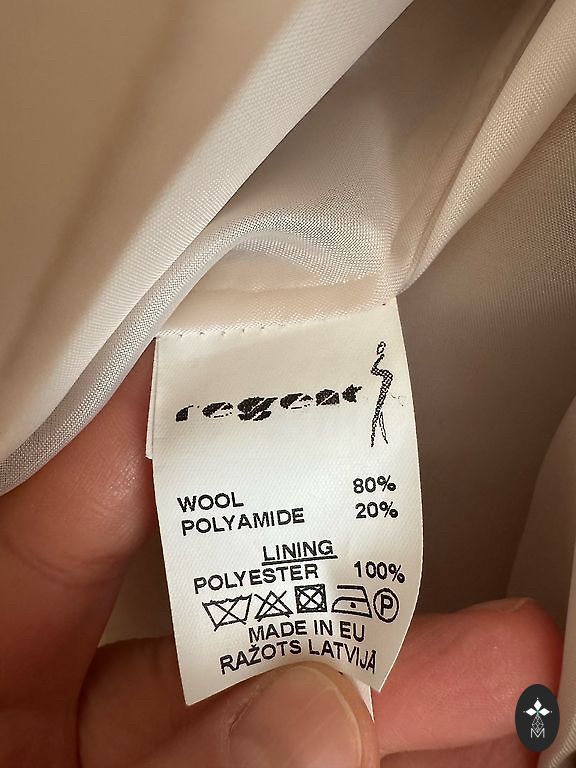 regent
WOOL 80%
POLYAMIDE 20%
LINING
POLYESTER 100%
P
MADE IN EU
RAŽOTS LATVIJĀ
M